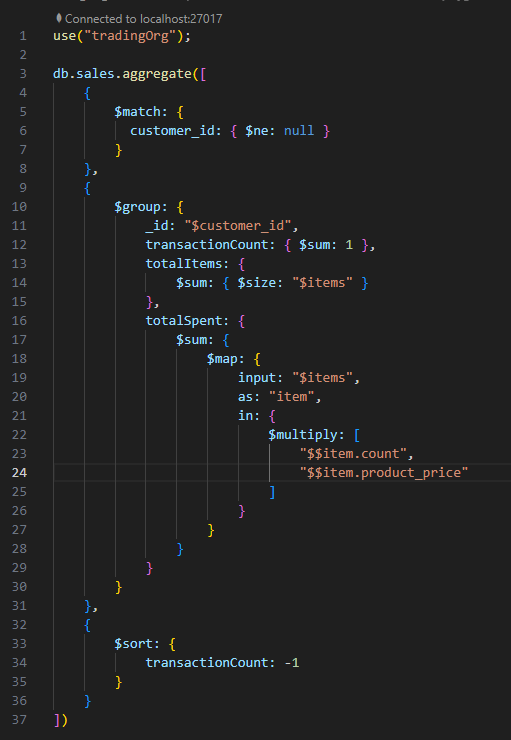 Connected to localhost:27017
1 use("tradingOrg");
2
3 db.sales.aggregate([
4     {
5         $match: {
6           customer_id: { $ne: null }
7         }
8     },
9     {
10         $group: {
11             _id: "$customer_id",
12             transactionCount: { $sum: 1 },
13             totalItems: {
14                 $sum: { $size: "$items" }
15             },
16             totalSpent: {
17                 $sum: {
18                     $map: {
19                         input: "$items",
20                         as: "item",
21                         in: {
22                             $multiply: [
23                                 "$$item.count",
24                                 "$$item.product_price"
25                             ]
26                         }
27                     }
28                 }
29             }
30         }
31     },
32     {
33         $sort: {
34             transactionCount: -1
35         }
36     }
37 ])